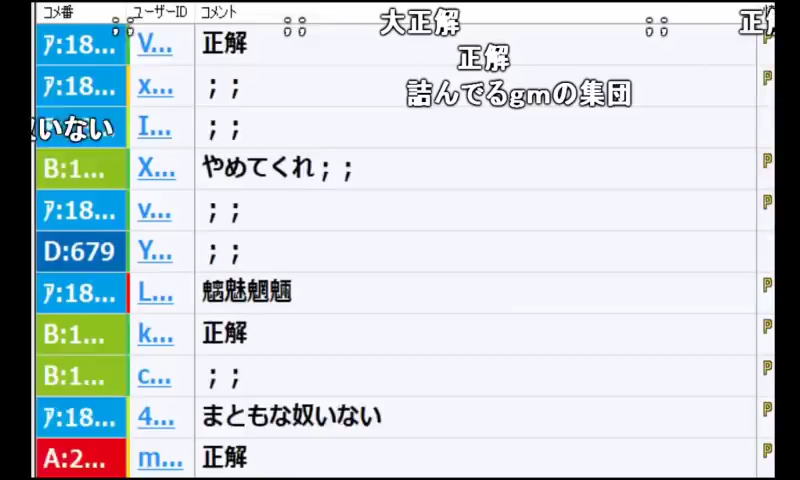 コメ番 ユーザーID コメント
;; ;; 大正解 ;; 正
ｱ:18... V... 正解 P
正解
ｱ:18... x... ;; P
詰んでるgmの集団
いない I... ;;
B:1... X... やめてくれ;; P
ｱ:18... v... ;; P
D:679 Y... ;;
ｱ:18... L... 魑魅魍魎 P
B:1... k... 正解 P
B:1... c... ;; P
ｱ:18... 4... まともな奴いない P
A:2... m... 正解 P